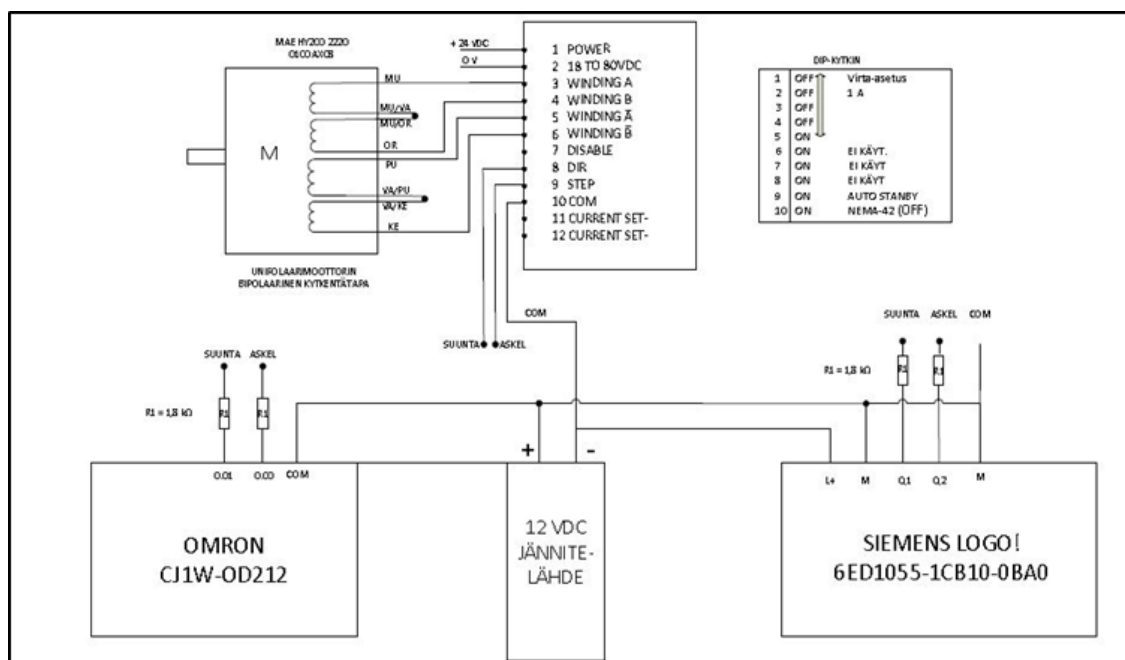 MAE HY200 2220
0100 AX08
M
MU
MU/VA
MU/OR
OR
PU
VA/PU
VA/KE
KE
UNIPOLAARIMOOTTORIN
BIPOLAARINEN KYTKENTÄTAPA
+ 24 VDC
0 V
1 POWER
2 18 TO 80VDC
3 WINDING A
4 WINDING B
5 WINDING A̅
6 WINDING B̅
7 DISABLE
8 DIR
9 STEP
10 COM
11 CURRENT SET-
12 CURRENT SET-
DIP-KYTKIN
1 OFF Virta-asetus
2 OFF 1 A
3 OFF
4 OFF
5 ON
6 ON EI KÄYT.
7 ON EI KÄYT
8 ON EI KÄYT
9 ON AUTO STANBY
10 ON NEMA-42 (OFF)
COM
SUUNTA ASKEL
SUUNTA ASKEL
R1 = 1,8 kΩ
R1 R1
0.01 0.00 COM
OMRON
CJ1W-OD212
+ -
12 VDC
JÄNNITE-
LÄHDE
SUUNTA ASKEL COM
R1 = 1,8 kΩ
R1 R1
L+ M Q1 Q2 M
SIEMENS LOGO!
6ED1055-1CB10-0BA0